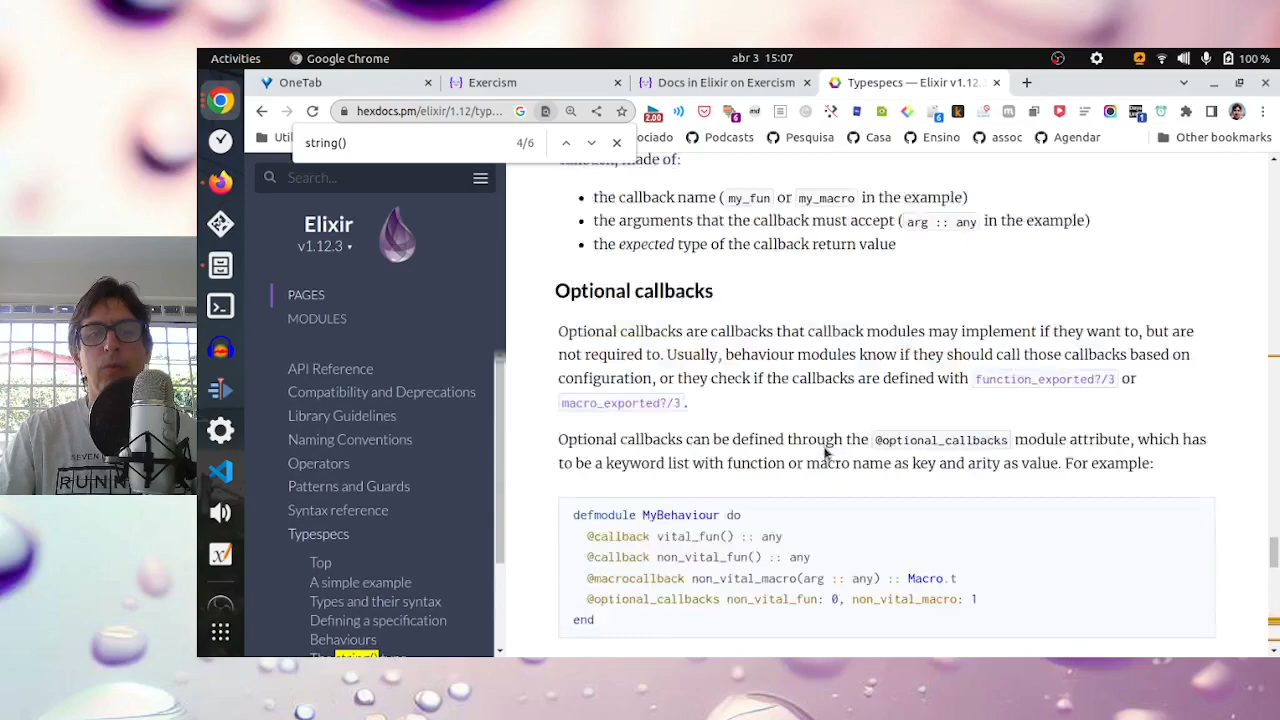 Activities
Google Chrome
abr 3 15:07
100 %
OneTab
Exercism
Docs in Elixir on Exercism
Typespecs — Elixir v1.12.
hexdocs.pm/elixir/1.12/typ...
Utili
string()
4/6
ociado
Podcasts
Pesquisa
Casa
Ensino
assoc
Agendar
Other bookmarks
Search...
Elixir
v1.12.3
PAGES
MODULES
API Reference
Compatibility and Deprecations
Library Guidelines
Naming Conventions
Operators
Patterns and Guards
Syntax reference
Typespecs
Top
A simple example
Types and their syntax
Defining a specification
Behaviours
The string() type
made of:
the callback name ( my_fun or my_macro in the example)
the arguments that the callback must accept ( arg :: any in the example)
the expected type of the callback return value
Optional callbacks
Optional callbacks are callbacks that callback modules may implement if they want to, but are
not required to. Usually, behaviour modules know if they should call those callbacks based on
configuration, or they check if the callbacks are defined with function_exported?/3 or
macro_exported?/3 .
Optional callbacks can be defined through the @optional_callbacks module attribute, which has
to be a keyword list with function or macro name as key and arity as value. For example:
defmodule MyBehaviour do
@callback vital_fun() :: any
@callback non_vital_fun() :: any
@macrocallback non_vital_macro(arg :: any) :: Macro.t
@optional_callbacks non_vital_fun: 0, non_vital_macro: 1
end
SEVEN
RUNN